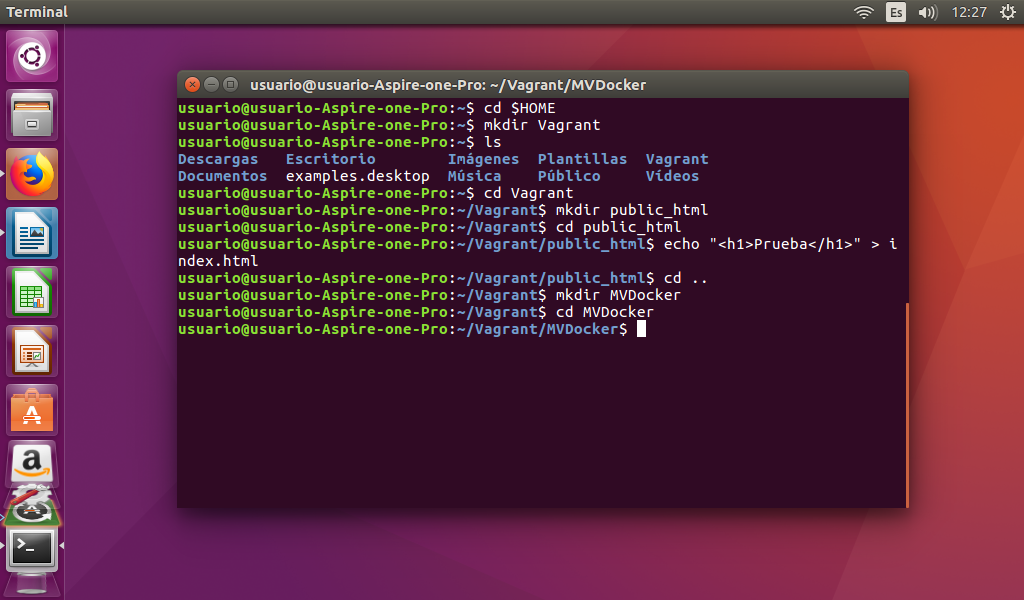 Terminal
Es
12:27
usuario@usuario-Aspire-one-Pro: ~/Vagrant/MVDocker
usuario@usuario-Aspire-one-Pro:~$ cd $HOME
usuario@usuario-Aspire-one-Pro:~$ mkdir Vagrant
usuario@usuario-Aspire-one-Pro:~$ ls
Descargas   Escritorio        Imágenes  Plantillas  Vagrant
Documentos  examples.desktop  Música    Público     Vídeos
usuario@usuario-Aspire-one-Pro:~$ cd Vagrant
usuario@usuario-Aspire-one-Pro:~/Vagrant$ mkdir public_html
usuario@usuario-Aspire-one-Pro:~/Vagrant$ cd public_html
usuario@usuario-Aspire-one-Pro:~/Vagrant/public_html$ echo "<h1>Prueba</h1>" > i
ndex.html
usuario@usuario-Aspire-one-Pro:~/Vagrant/public_html$ cd ..
usuario@usuario-Aspire-one-Pro:~/Vagrant$ mkdir MVDocker
usuario@usuario-Aspire-one-Pro:~/Vagrant$ cd MVDocker
usuario@usuario-Aspire-one-Pro:~/Vagrant/MVDocker$